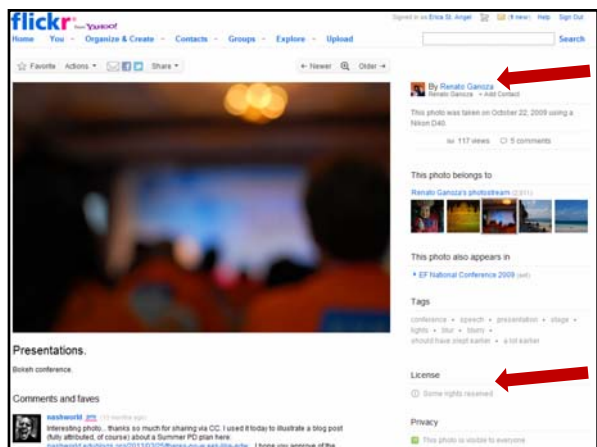 flickr from YAHOO!
Signed in as Erica St. Angel (9 new) Help Sign Out
Home You Organize & Create Contacts Groups Explore Upload
Search
Favorite Actions Share
← Newer Older →
By Renato Ganoza
Renato Ganoza + Add Contact
This photo was taken on October 22, 2009 using a
Nikon D40.
117 views 5 comments
This photo belongs to
Renato Ganoza's photostream
This photo also appears in
EF National Conference 2009 (set)
Tags
conference • speech • presentation • stage •
lights • blur • blurry •
should have slept earlier • a lot earlier
License
Some rights reserved
Privacy
This photo is visible to everyone
Presentations.
Bokeh conference.
Comments and faves
nashworld
Interesting photo... thanks so much for sharing via CC. I used it today to illustrate a blog post
(fully attributed, of course) about a Summer PD plan here:
I hope you approve of the